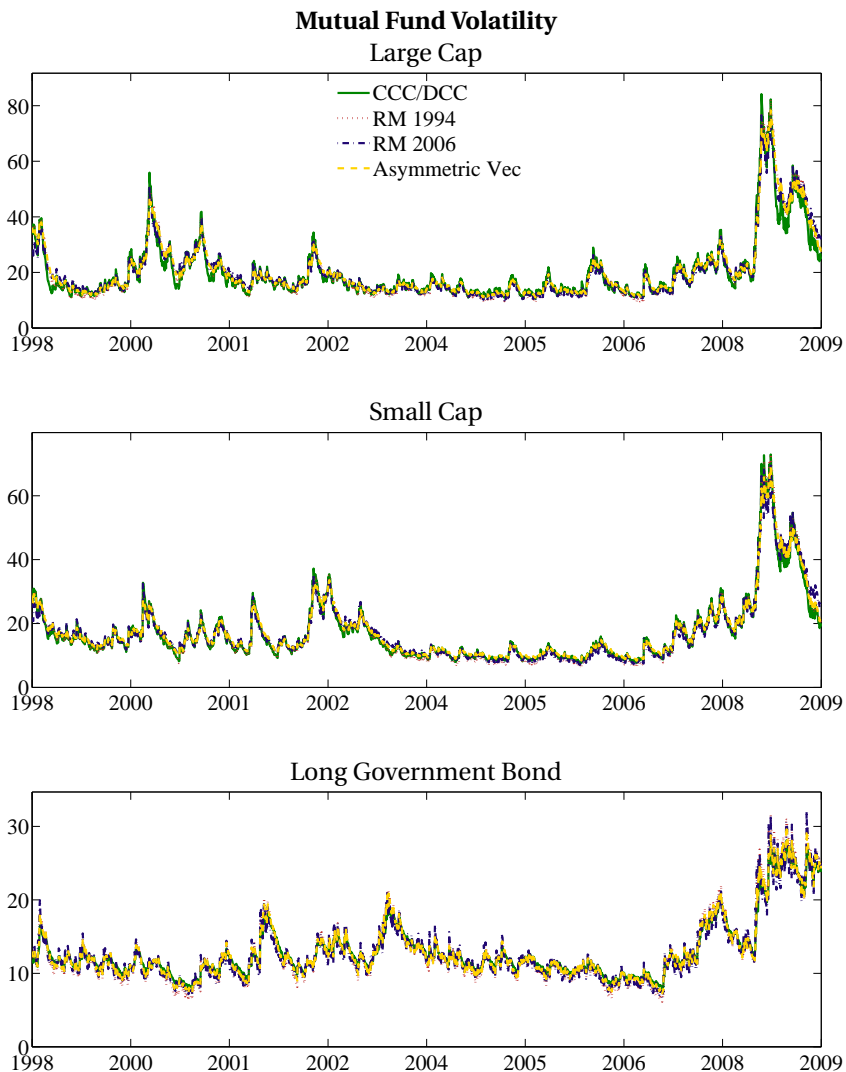 Mutual Fund Volatility
Large Cap
CCC/DCC
RM 1994
RM 2006
Asymmetric Vec
80
60
40
20
0
1998 2000 2001 2002 2004 2005 2006 2008 2009
Small Cap
60
40
20
0
1998 2000 2001 2002 2004 2005 2006 2008 2009
Long Government Bond
30
20
10
0
1998 2000 2001 2002 2004 2005 2006 2008 2009